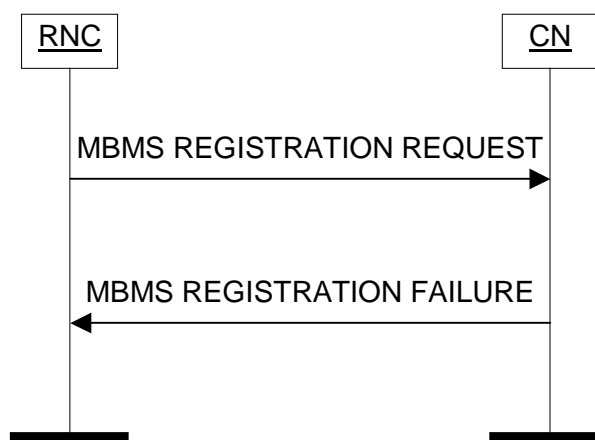 RNC
CN
MBMS REGISTRATION REQUEST
MBMS REGISTRATION FAILURE